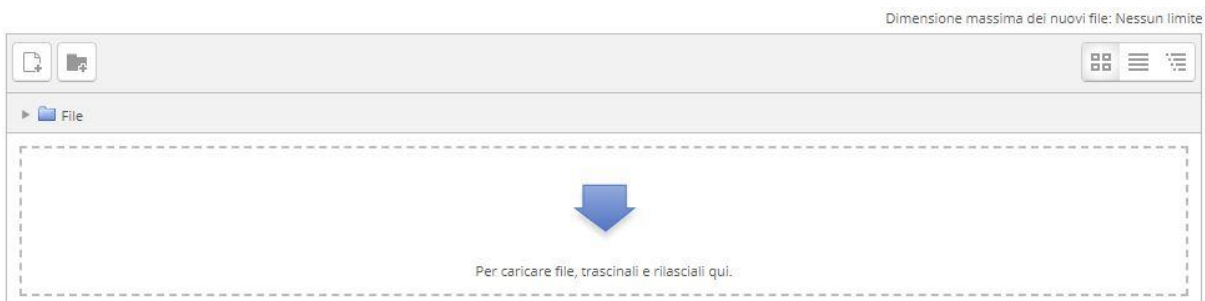 Dimensione massima dei nuovi file: Nessun limite
File
Per caricare file, trascinali e rilasciali qui.